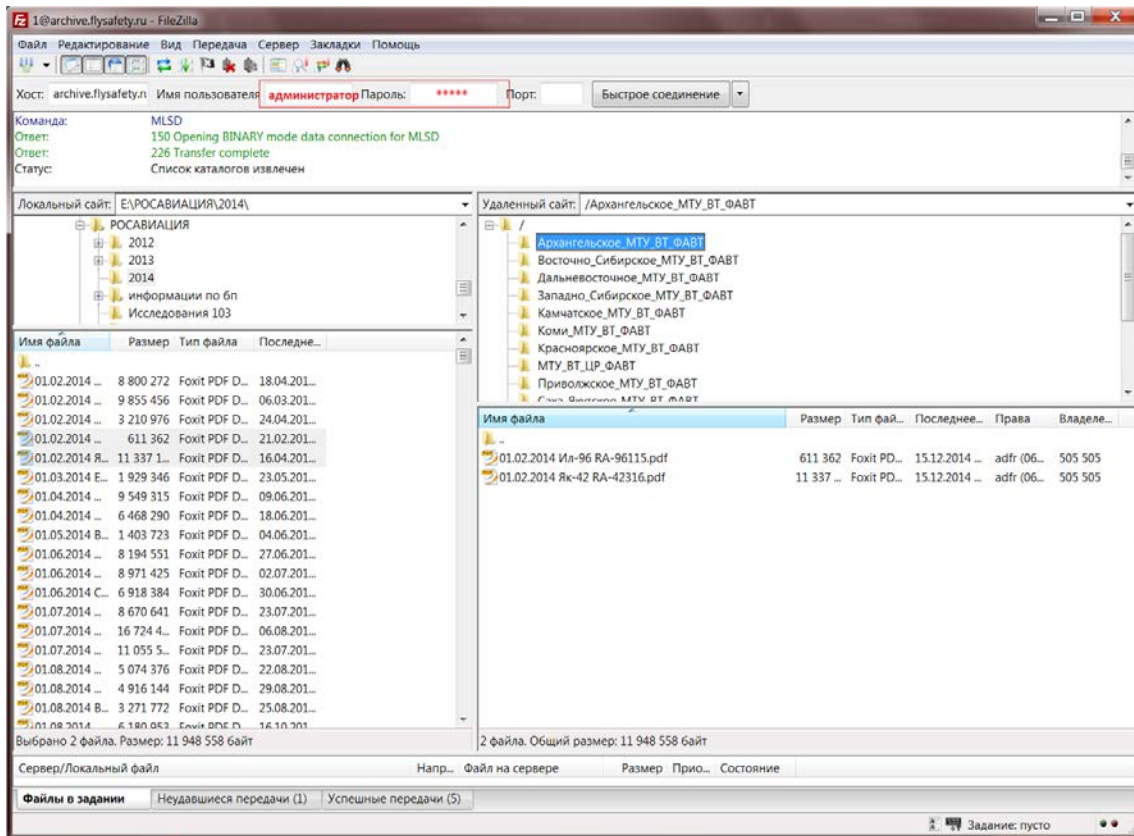 1@archive.flysafety.ru - FileZilla
Файл Редактирование Вид Передача Сервер Закладки Помощь
Хост: archive.flysafety.r Имя пользователя администратор Пароль: ***** Порт: Быстрое соединение
Команда: MLSD
Ответ: 150 Opening BINARY mode data connection for MLSD
Ответ: 226 Transfer complete
Статус: Список каталогов извлечен
Локальный сайт: E:\РОСАВИАЦИЯ\2014\
РОСАВИАЦИЯ
2012
2013
2014
информации по бп
Исследования 103
Имя файла Размер Тип файла Последне...
..
01.02.2014 ... 8 800 272 Foxit PDF D... 18.04.201...
01.02.2014 ... 9 855 456 Foxit PDF D... 06.03.201...
01.02.2014 ... 3 210 976 Foxit PDF D... 24.04.201...
01.02.2014 ... 611 362 Foxit PDF D... 21.02.201...
01.02.2014 Я... 11 337 1... Foxit PDF D... 16.04.201...
01.03.2014 Е... 1 929 346 Foxit PDF D... 23.05.201...
01.04.2014 ... 9 549 315 Foxit PDF D... 09.06.201...
01.04.2014 ... 6 468 290 Foxit PDF D... 18.06.201...
01.05.2014 В... 1 403 723 Foxit PDF D... 04.06.201...
01.06.2014 ... 8 194 551 Foxit PDF D... 27.06.201...
01.06.2014 ... 8 971 425 Foxit PDF D... 02.07.201...
01.06.2014 С... 6 918 384 Foxit PDF D... 30.06.201...
01.07.2014 ... 8 670 641 Foxit PDF D... 23.07.201...
01.07.2014 ... 16 724 4... Foxit PDF D... 06.08.201...
01.07.2014 ... 11 055 5... Foxit PDF D... 23.07.201...
01.08.2014 ... 5 074 376 Foxit PDF D... 22.08.201...
01.08.2014 ... 4 916 144 Foxit PDF D... 29.08.201...
01.08.2014 В... 3 271 772 Foxit PDF D... 25.08.201...
01.08.2014 6 180 953 Foxit PDF D 16.10.201
Выбрано 2 файла. Размер: 11 948 558 байт
Удаленный сайт: /Архангельское_МТУ_ВТ_ФАВТ
/
Архангельское_МТУ_ВТ_ФАВТ
Восточно_Сибирское_МТУ_ВТ_ФАВТ
Дальневосточное_МТУ_ВТ_ФАВТ
Западно_Сибирское_МТУ_ВТ_ФАВТ
Камчатское_МТУ_ВТ_ФАВТ
Коми_МТУ_ВТ_ФАВТ
Красноярское_МТУ_ВТ_ФАВТ
МТУ_ВТ_ЦР_ФАВТ
Приволжское_МТУ_ВТ_ФАВТ
Имя файла Размер Тип фай... Последнее... Права Владеле...
..
01.02.2014 Ил-96 RA-96115.pdf 611 362 Foxit PD... 15.12.2014 ... adfr (06... 505 505
01.02.2014 Як-42 RA-42316.pdf 11 337 ... Foxit PD... 15.12.2014 ... adfr (06... 505 505
2 файла. Общий размер: 11 948 558 байт
Сервер/Локальный файл Напр... Файл на сервере Размер Прио... Состояние
Файлы в задании Неудавшиеся передачи (1) Успешные передачи (5)
Задание: пусто